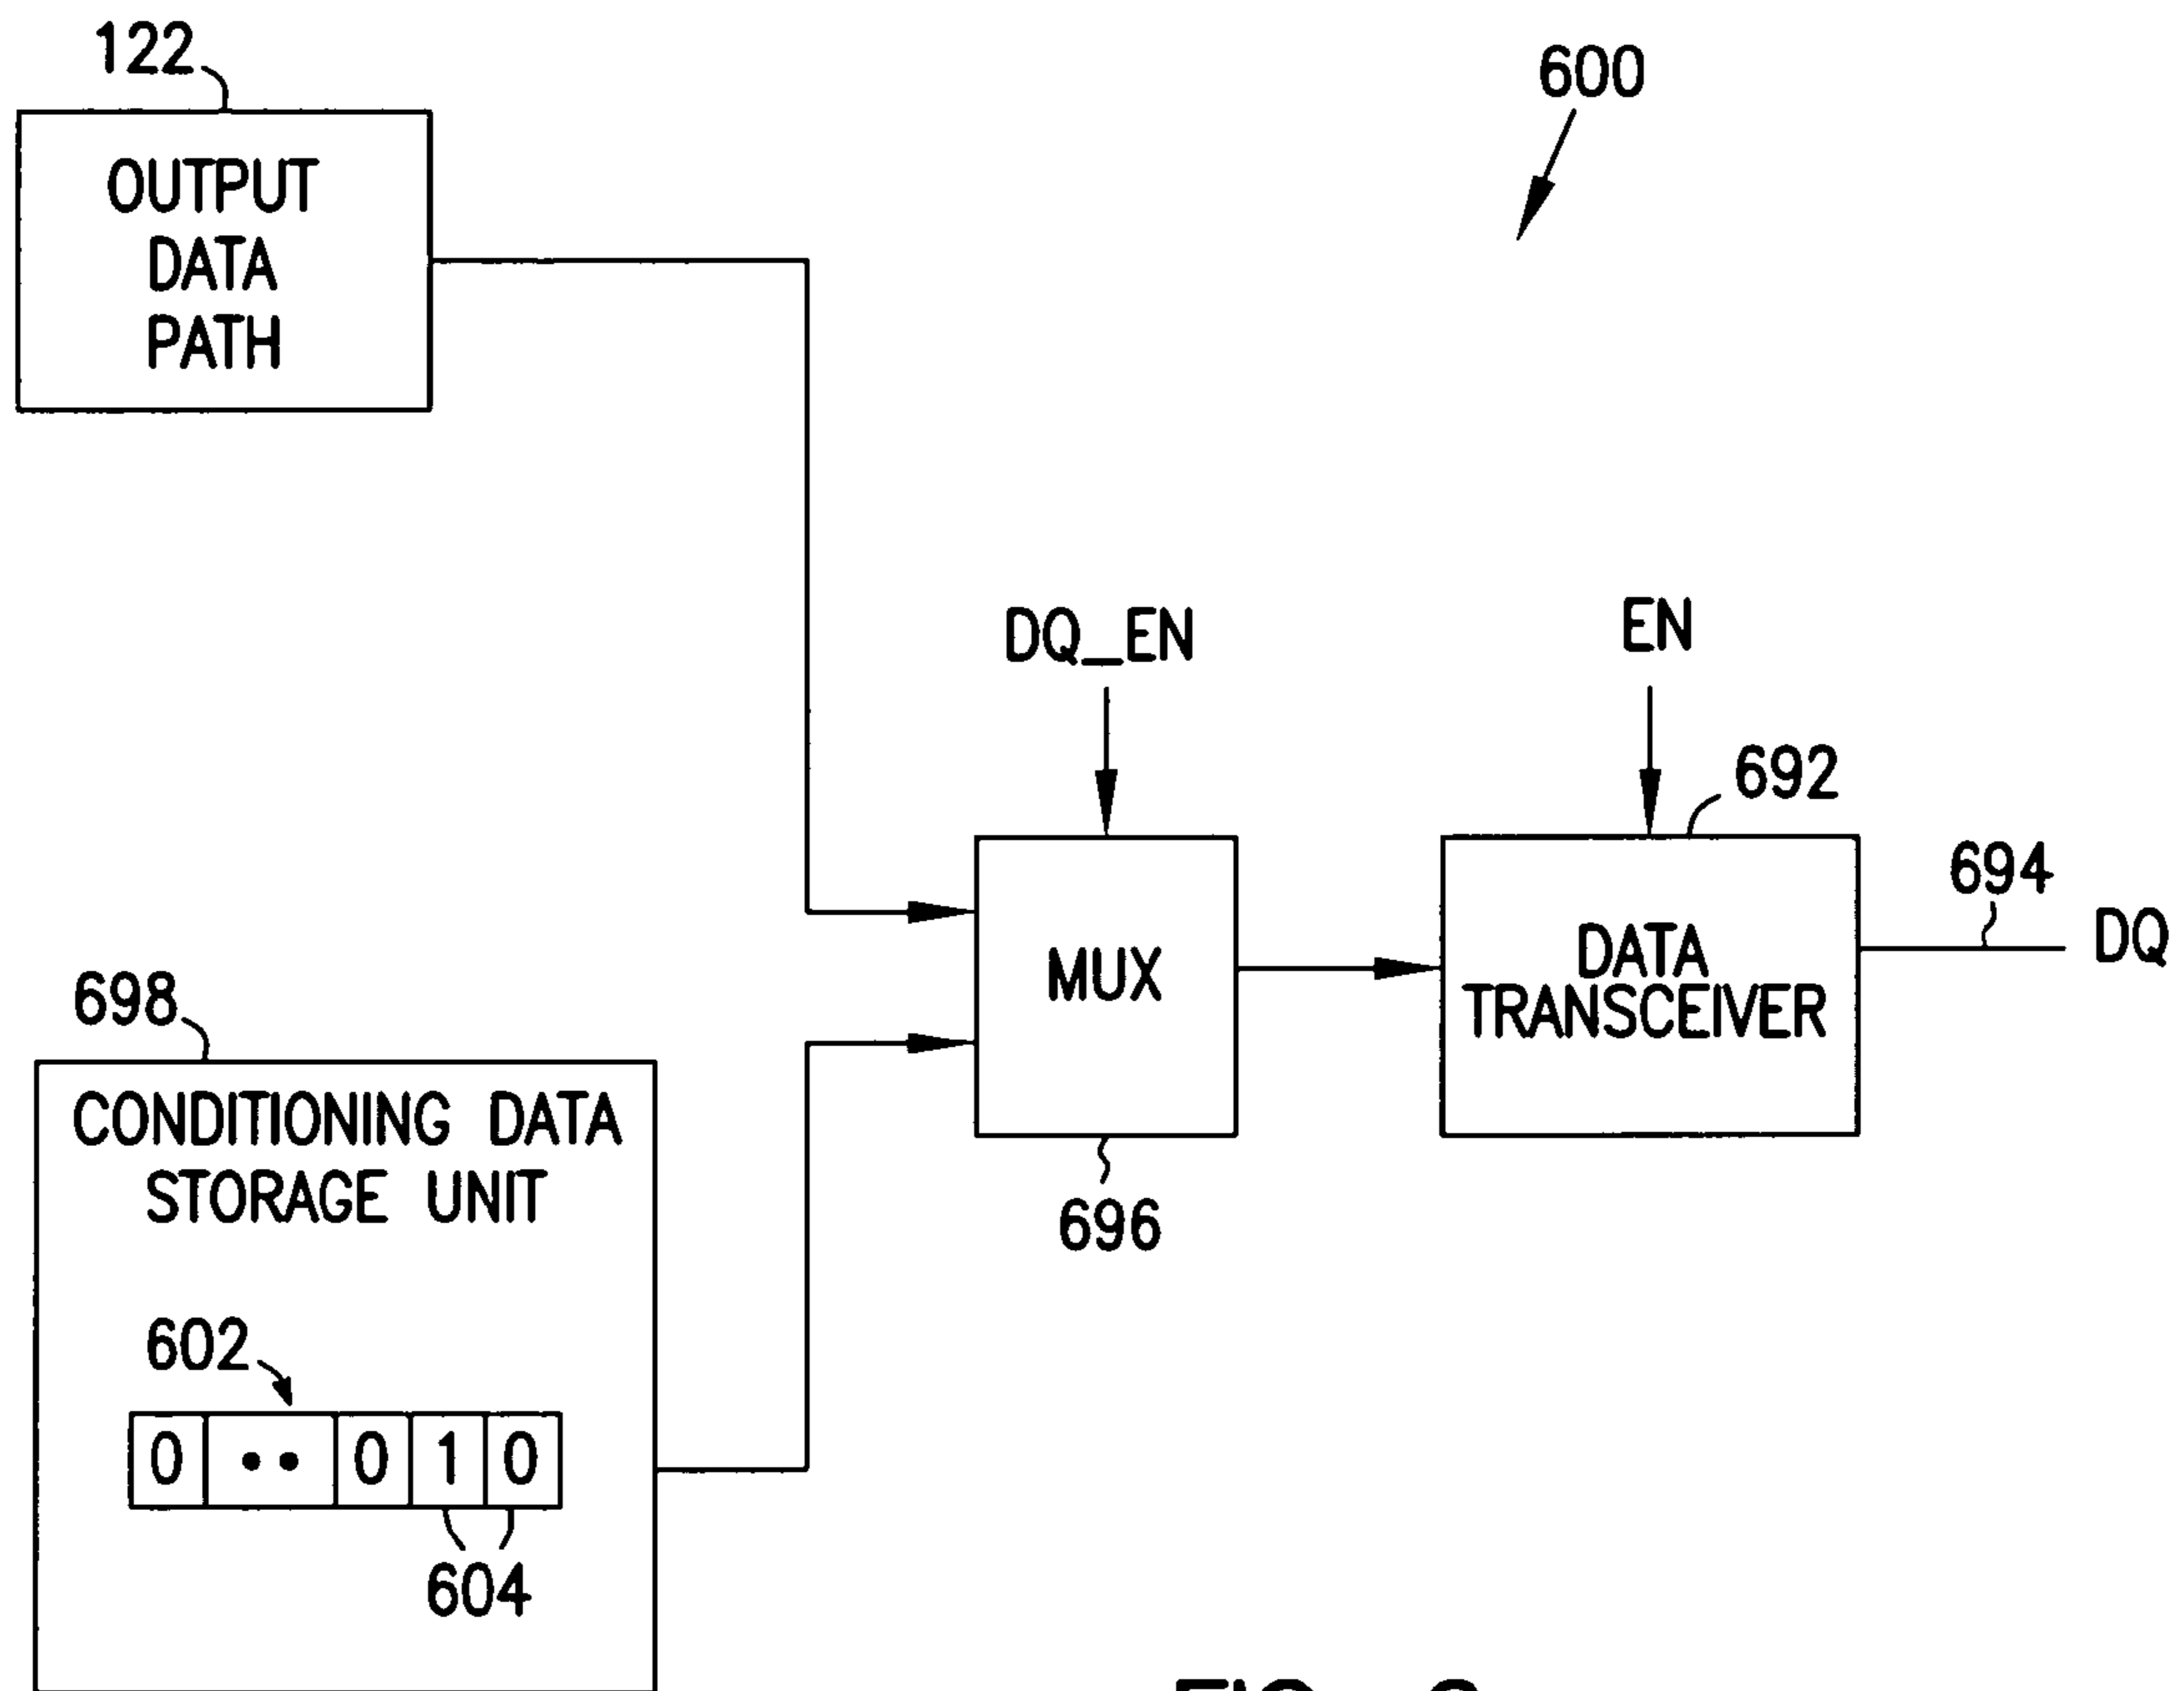 122
600
OUTPUT
DATA
PATH
DQ_EN
EN
692
694
DQ
MUX
DATA
TRANSCEIVER
696
698
CONDITIONING DATA
STORAGE UNIT
602
0 •• 0 1 0
604